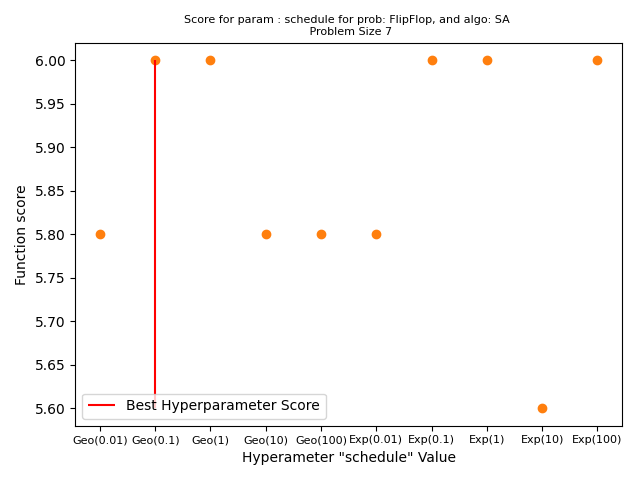 Score for param : schedule for prob: FlipFlop, and algo: SA
Problem Size 7
Function score
6.00
5.95
5.90
5.85
5.80
5.75
5.70
5.65
5.60
Best Hyperparameter Score
Geo(0.01) Geo(0.1) Geo(1) Geo(10) Geo(100) Exp(0.01) Exp(0.1) Exp(1) Exp(10) Exp(100)
Hyperameter "schedule" Value